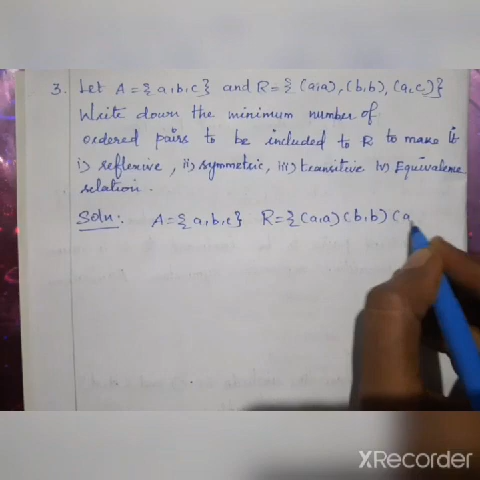 3. Let A = {a,b,c} and R = {(a,a), (b,b), (a,c)}
Write down the minimum number of
ordered pairs to be included to R to make it
i) reflexive, ii) symmetric, iii) transitive iv) Equivalence
relation.
Soln:. A = {a,b,c} R = {(a,a) (b,b) (a
XRecorder